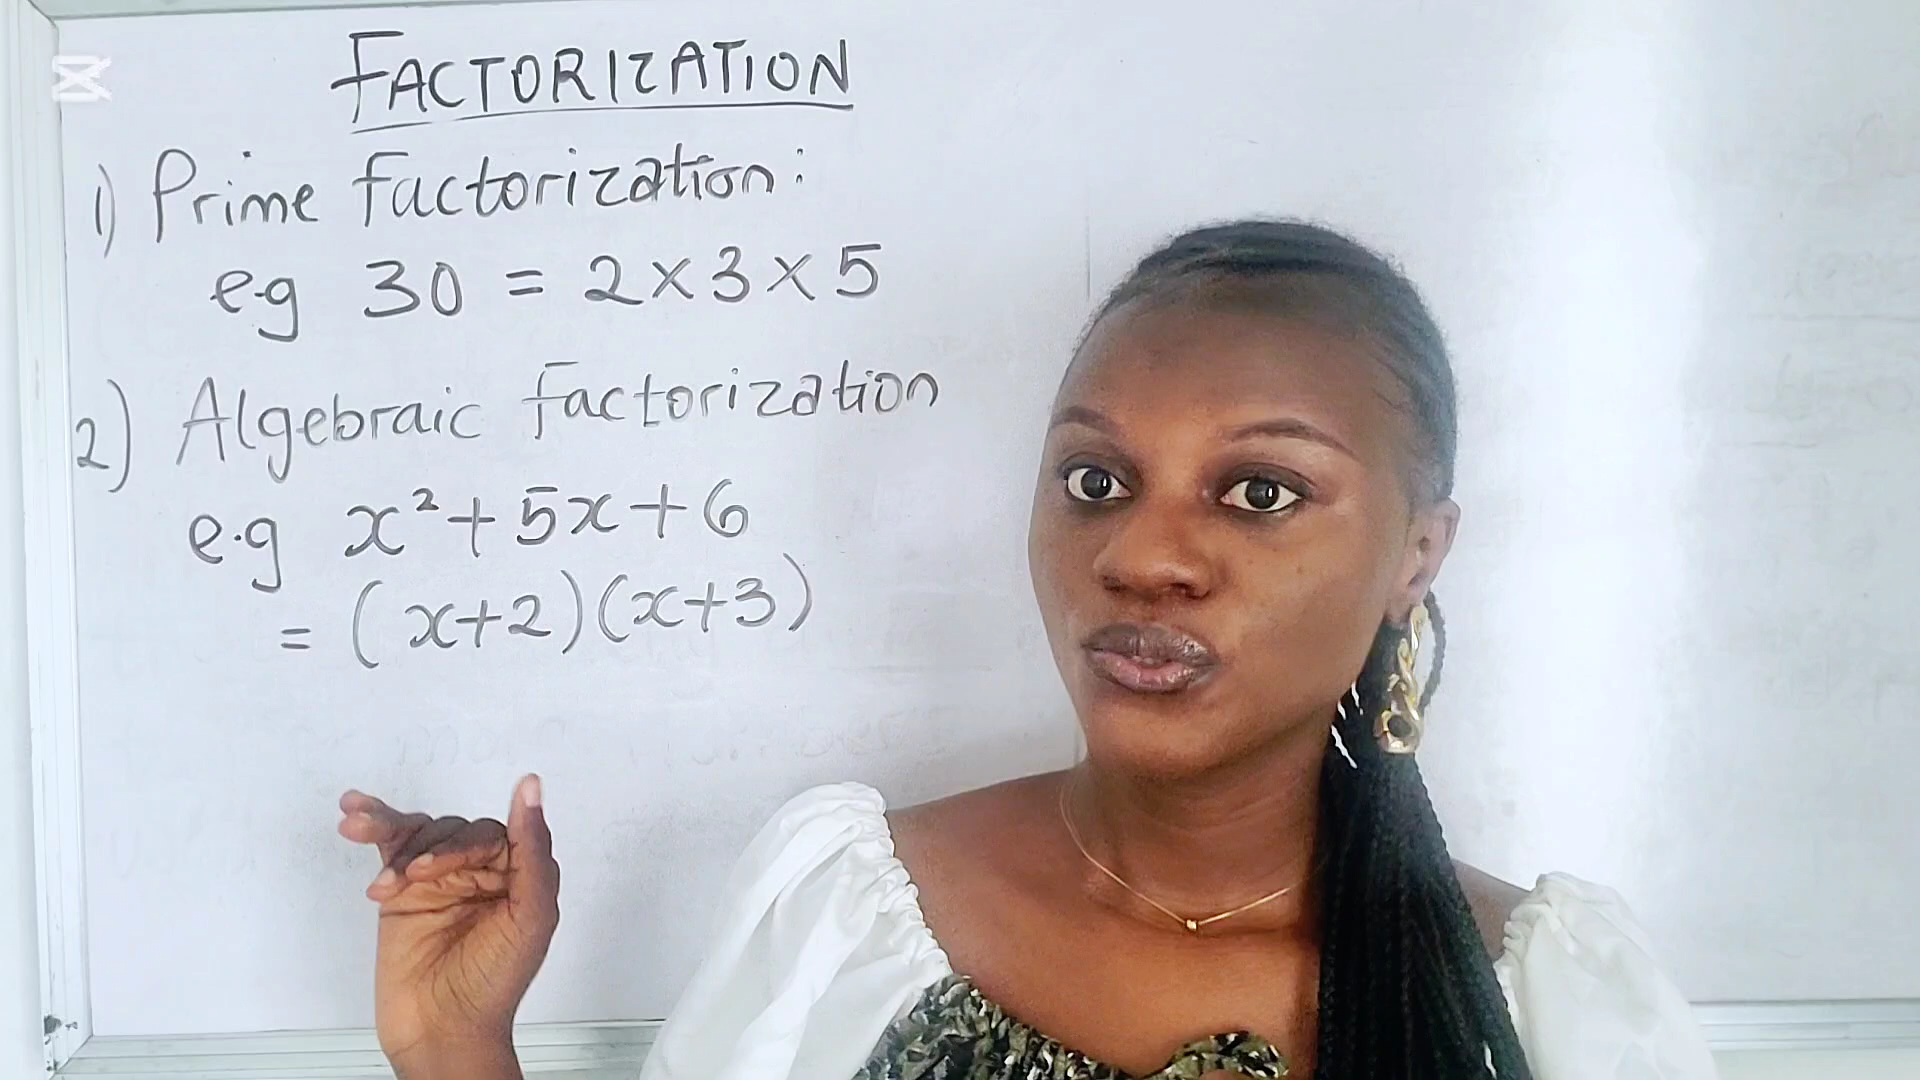 FACTORIZATION
1) Prime factorization:
e.g 30 = 2 × 3 × 5
2) Algebraic factorization
e.g x² + 5x + 6
= (x+2)(x+3)